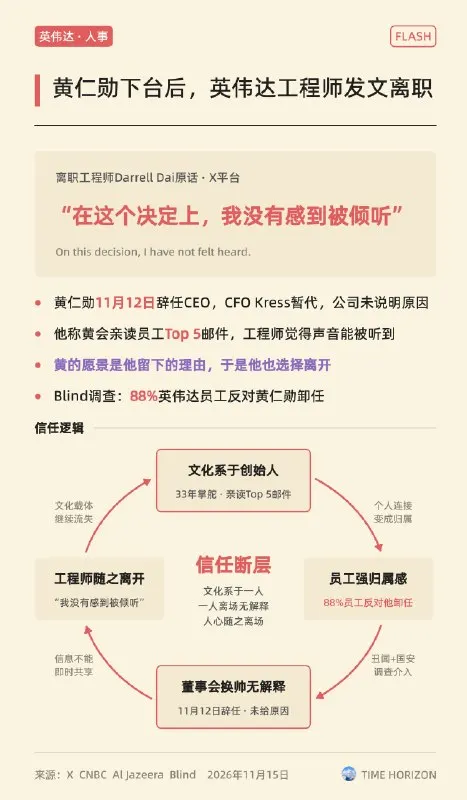 英伟达·人事
FLASH
黄仁勋下台后，英伟达工程师发文离职
离职工程师Darrell Dai原话·X平台
“在这个决定上，我没有感到被倾听”
On this decision, I have not felt heard.
黄仁勋11月12日辞任CEO，CFO Kress暂代，公司未说明原因
他称黄会亲读员工Top 5邮件，工程师觉得声音能被听到
黄的愿景是他留下的理由，于是他也选择离开
Blind调查：88%英伟达员工反对黄仁勋卸任
信任逻辑
文化系于创始人
33年掌舵·亲读Top 5邮件
文化载体
继续流失
个人连接
变成归属
工程师随之离开
“我没有感到被倾听”
信任断层
文化系于一人
一人离场无解释
人心随之离场
员工强归属感
88%员工反对他卸任
信息不能
即时共享
丑闻+国安
调查介入
董事会换帅无解释
11月12日辞任·未给原因
来源：X CNBC Al Jazeera Blind 2026年11月15日
TIME HORIZON